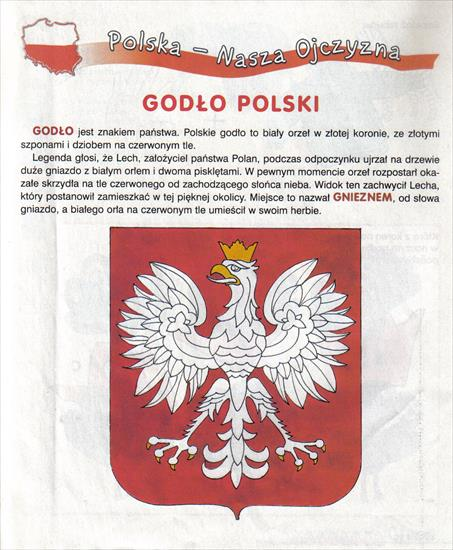 Polska – Nasza Ojczyzna
GODŁO POLSKI
GODŁO jest znakiem państwa. Polskie godło to biały orzeł w złotej koronie, ze złotymi
szponami i dziobem na czerwonym tle.
Legenda głosi, że Lech, założyciel państwa Polan, podczas odpoczynku ujrzał na drzewie
duże gniazdo z białym orłem i dwoma pisklętami. W pewnym momencie orzeł rozpostarł oka-
załe skrzydła na tle czerwonego od zachodzącego słońca nieba. Widok ten zachwycił Lecha,
który postanowił zamieszkać w tej pięknej okolicy. Miejsce to nazwał GNIEZNEM, od słowa
gniazdo, a białego orła na czerwonym tle umieścił w swoim herbie.